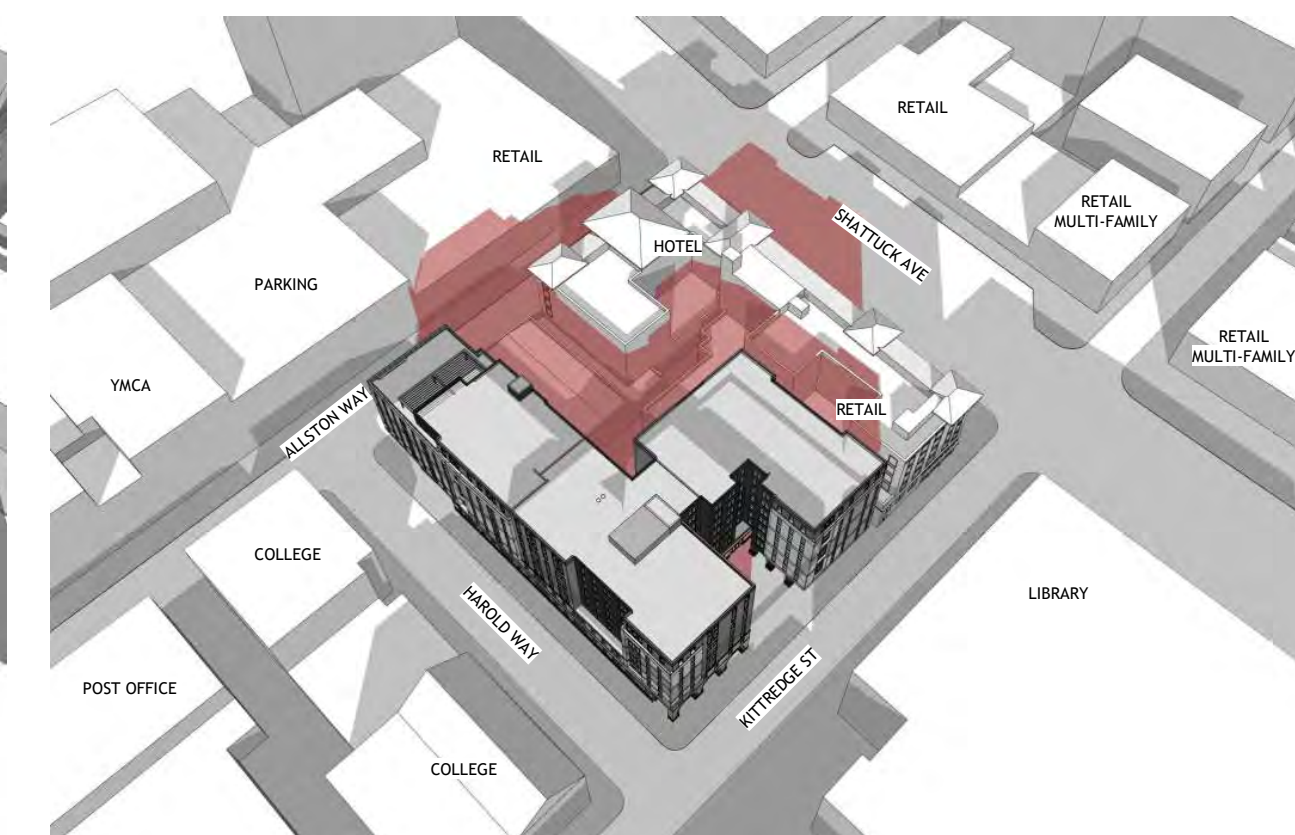 RETAIL
RETAIL
RETAIL
MULTI-FAMILY
SHATTUCK AVE
HOTEL
PARKING
RETAIL
MULTI-FAMILY
YMCA
ALLSTON WAY
RETAIL
COLLEGE
HAROLD WAY
LIBRARY
KITTREDGE ST
POST OFFICE
COLLEGE